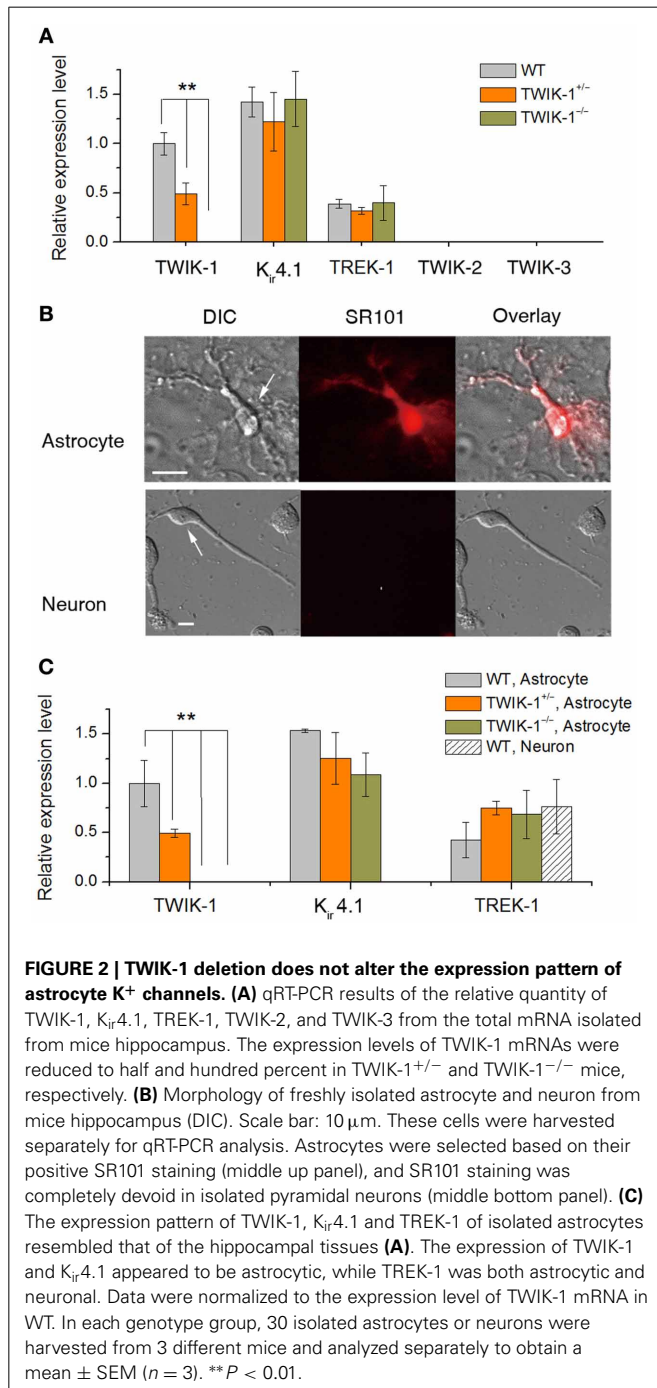 A
Relative expression level
1.5
1.0
0.5
0.0
**
WT
TWIK-1+/−
TWIK-1−/−
TWIK-1 Kir4.1 TREK-1 TWIK-2 TWIK-3
B
DIC SR101 Overlay
Astrocyte
Neuron
C
Relative expression level
1.5
1.0
0.5
0.0
**
WT, Astrocyte
TWIK-1+/−, Astrocyte
TWIK-1−/−, Astrocyte
WT, Neuron
TWIK-1 Kir 4.1 TREK-1
FIGURE 2 | TWIK-1 deletion does not alter the expression pattern of
astrocyte K+ channels. (A) qRT-PCR results of the relative quantity of
TWIK-1, Kir4.1, TREK-1, TWIK-2, and TWIK-3 from the total mRNA isolated
from mice hippocampus. The expression levels of TWIK-1 mRNAs were
reduced to half and hundred percent in TWIK-1+/− and TWIK-1−/− mice,
respectively. (B) Morphology of freshly isolated astrocyte and neuron from
mice hippocampus (DIC). Scale bar: 10 μm. These cells were harvested
separately for qRT-PCR analysis. Astrocytes were selected based on their
positive SR101 staining (middle up panel), and SR101 staining was
completely devoid in isolated pyramidal neurons (middle bottom panel). (C)
The expression pattern of TWIK-1, Kir4.1 and TREK-1 of isolated astrocytes
resembled that of the hippocampal tissues (A). The expression of TWIK-1
and Kir4.1 appeared to be astrocytic, while TREK-1 was both astrocytic and
neuronal. Data were normalized to the expression level of TWIK-1 mRNA in
WT. In each genotype group, 30 isolated astrocytes or neurons were
harvested from 3 different mice and analyzed separately to obtain a
mean ± SEM (n = 3). **P < 0.01.